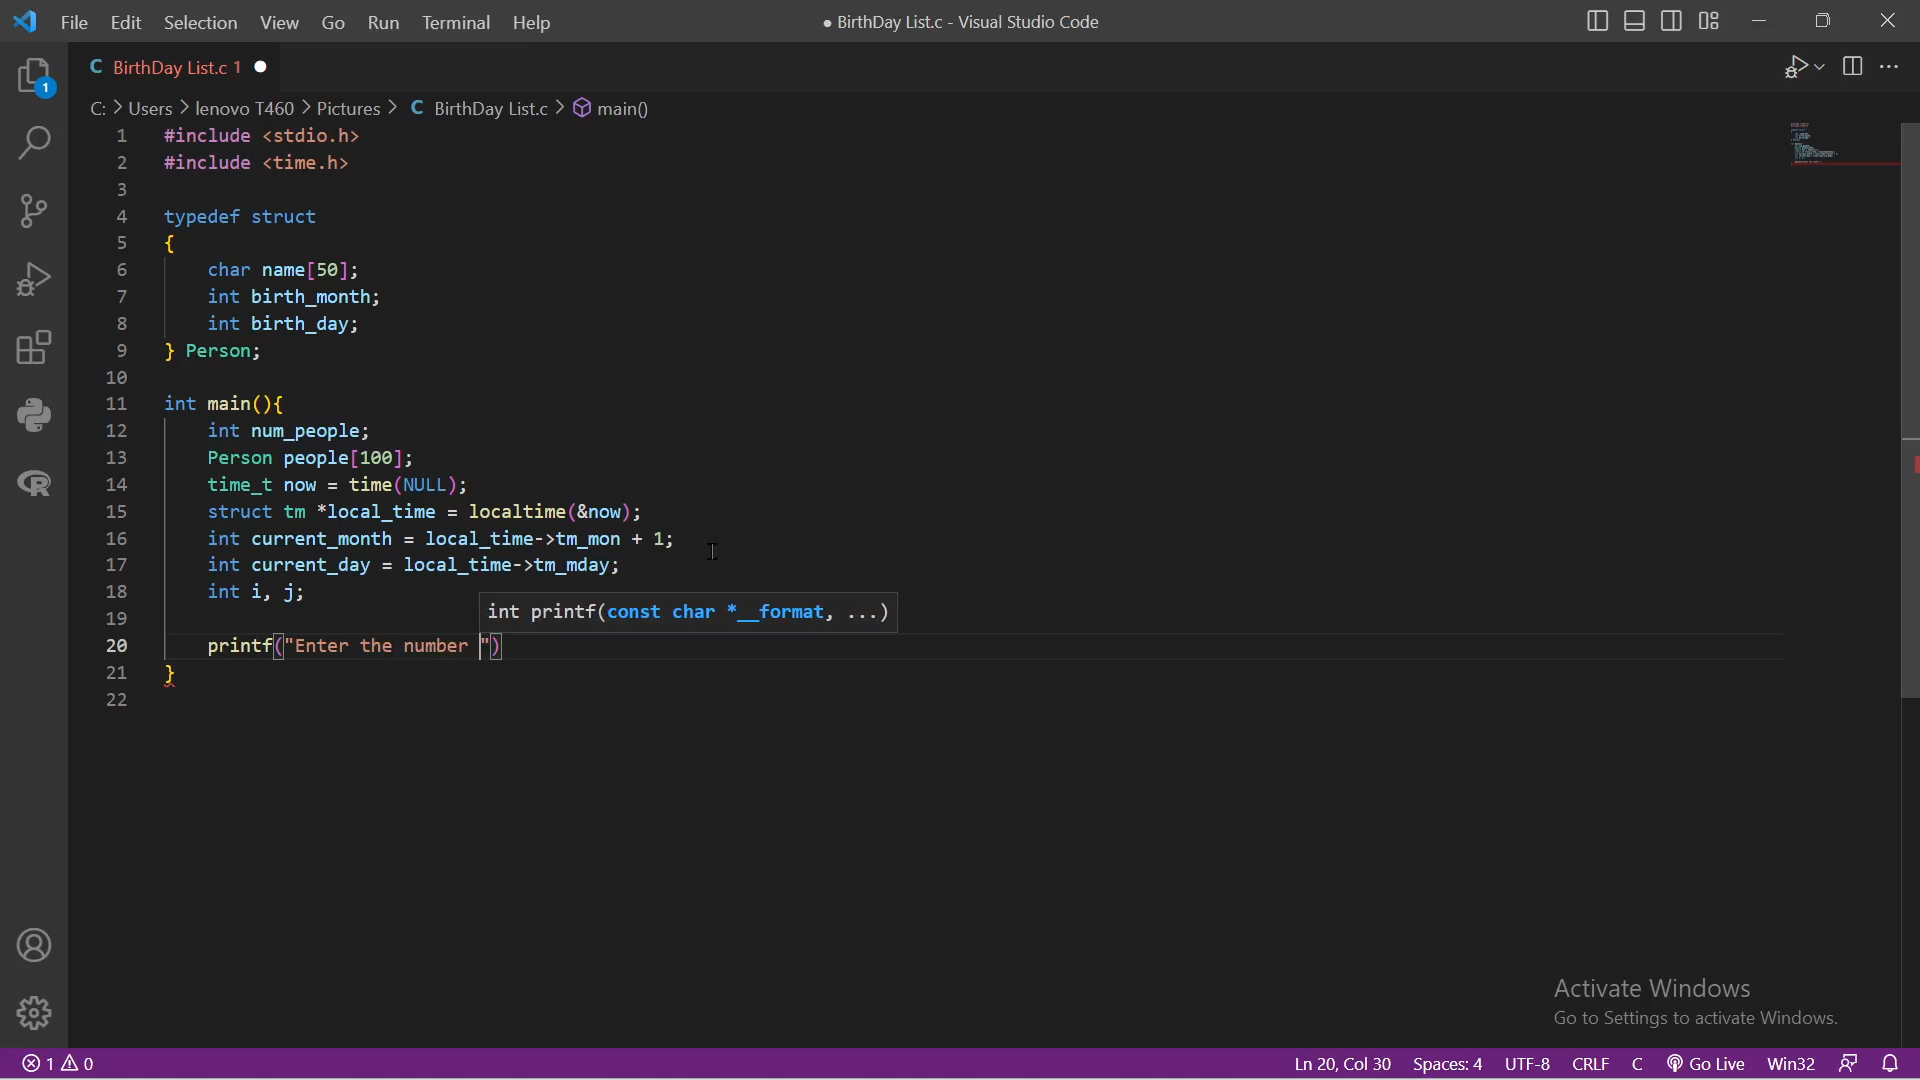 File Edit Selection View Go Run Terminal Help ● BirthDay List.c - Visual Studio Code
C BirthDay List.c 1 ●
C: > Users > lenovo T460 > Pictures > C BirthDay List.c > main()
1
1 #include <stdio.h>
2 #include <time.h>
3
4 typedef struct
5 {
6     char name[50];
7     int birth_month;
8     int birth_day;
9 } Person;
10
11 int main(){
12     int num_people;
13     Person people[100];
14     time_t now = time(NULL);
15     struct tm *local_time = localtime(&now);
16     int current_month = local_time->tm_mon + 1;
17     int current_day = local_time->tm_mday;
18     int i, j;
int printf(const char *__format, ...)
19
20     printf("Enter the number ")
21 }
22
Activate Windows
Go to Settings to activate Windows.
1 0 Ln 20, Col 30 Spaces: 4 UTF-8 CRLF C Go Live Win32